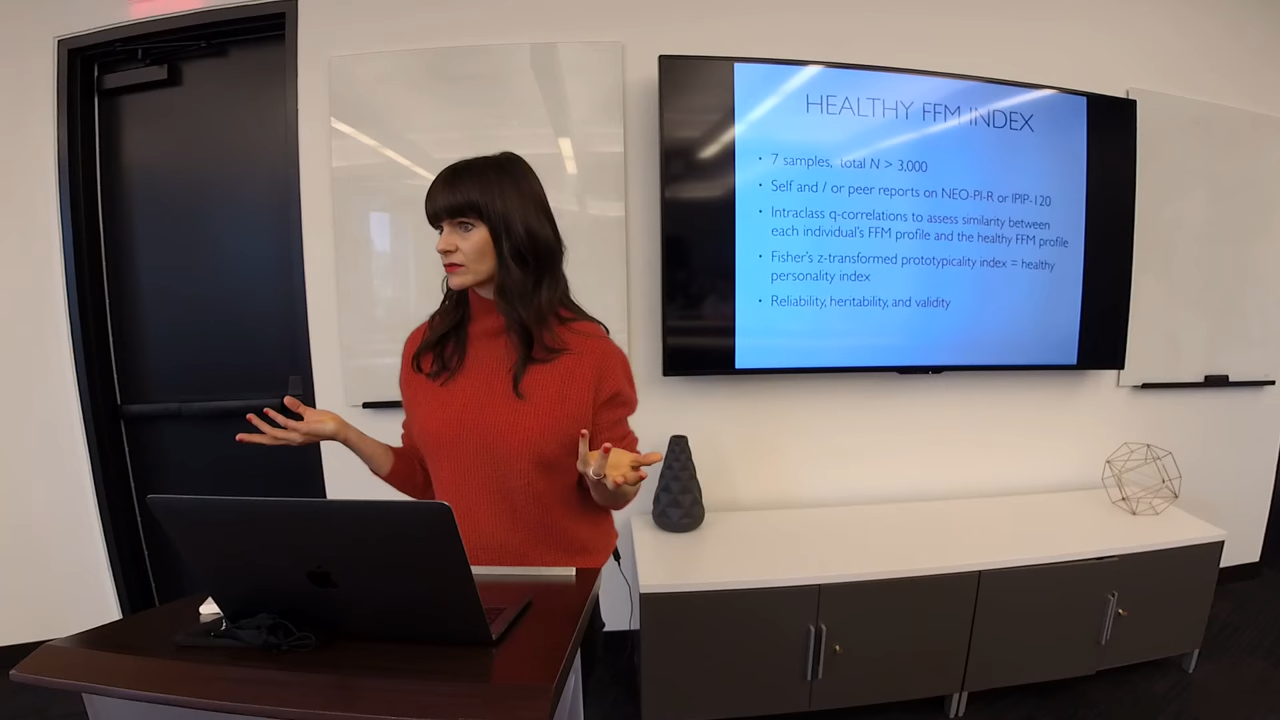 HEALTHY FFM INDEX
• 7 samples, total N > 3,000
• Self and / or peer reports on NEO-PI-R or IPIP-120
• Intraclass q-correlations to assess similarity between
each individual's FFM profile and the healthy FFM profile
• Fisher's z-transformed prototypicality index = healthy
personality index
• Reliability, heritability, and validity